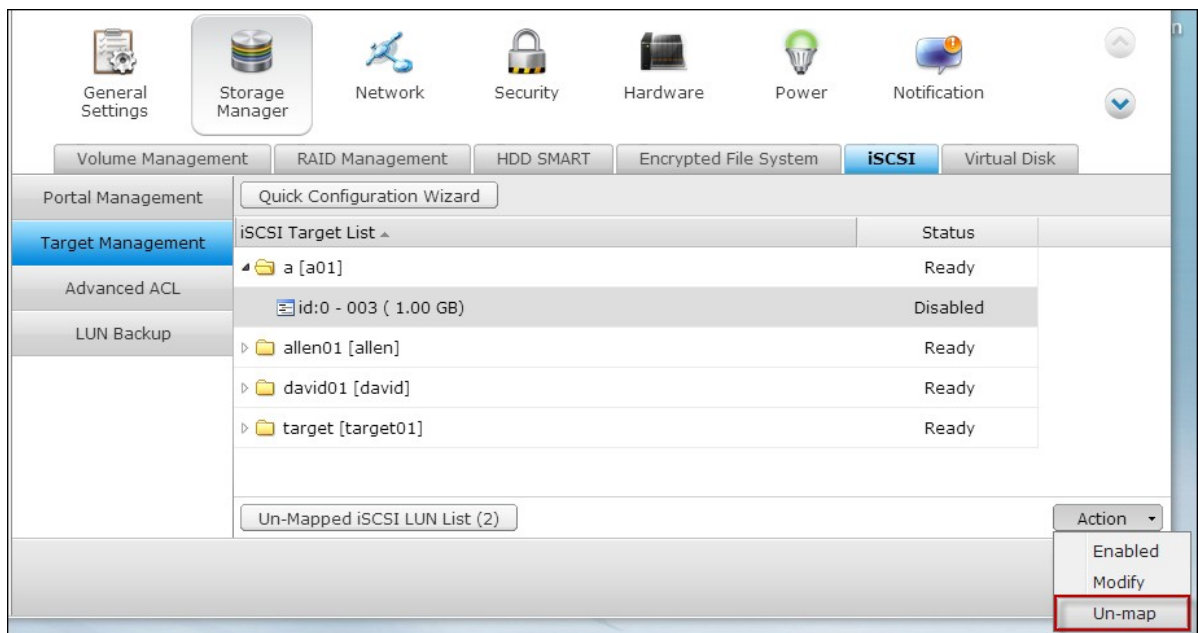 General Settings
Storage Manager
Network
Security
Hardware
Power
Notification
n
Volume Management
RAID Management
HDD SMART
Encrypted File System
iSCSI
Virtual Disk
Portal Management
Quick Configuration Wizard
Target Management
iSCSI Target List
Status
a [a01]
Ready
Advanced ACL
id:0 - 003 ( 1.00 GB)
Disabled
LUN Backup
allen01 [allen]
Ready
david01 [david]
Ready
target [target01]
Ready
Un-Mapped iSCSI LUN List (2)
Action
Enabled
Modify
Un-map